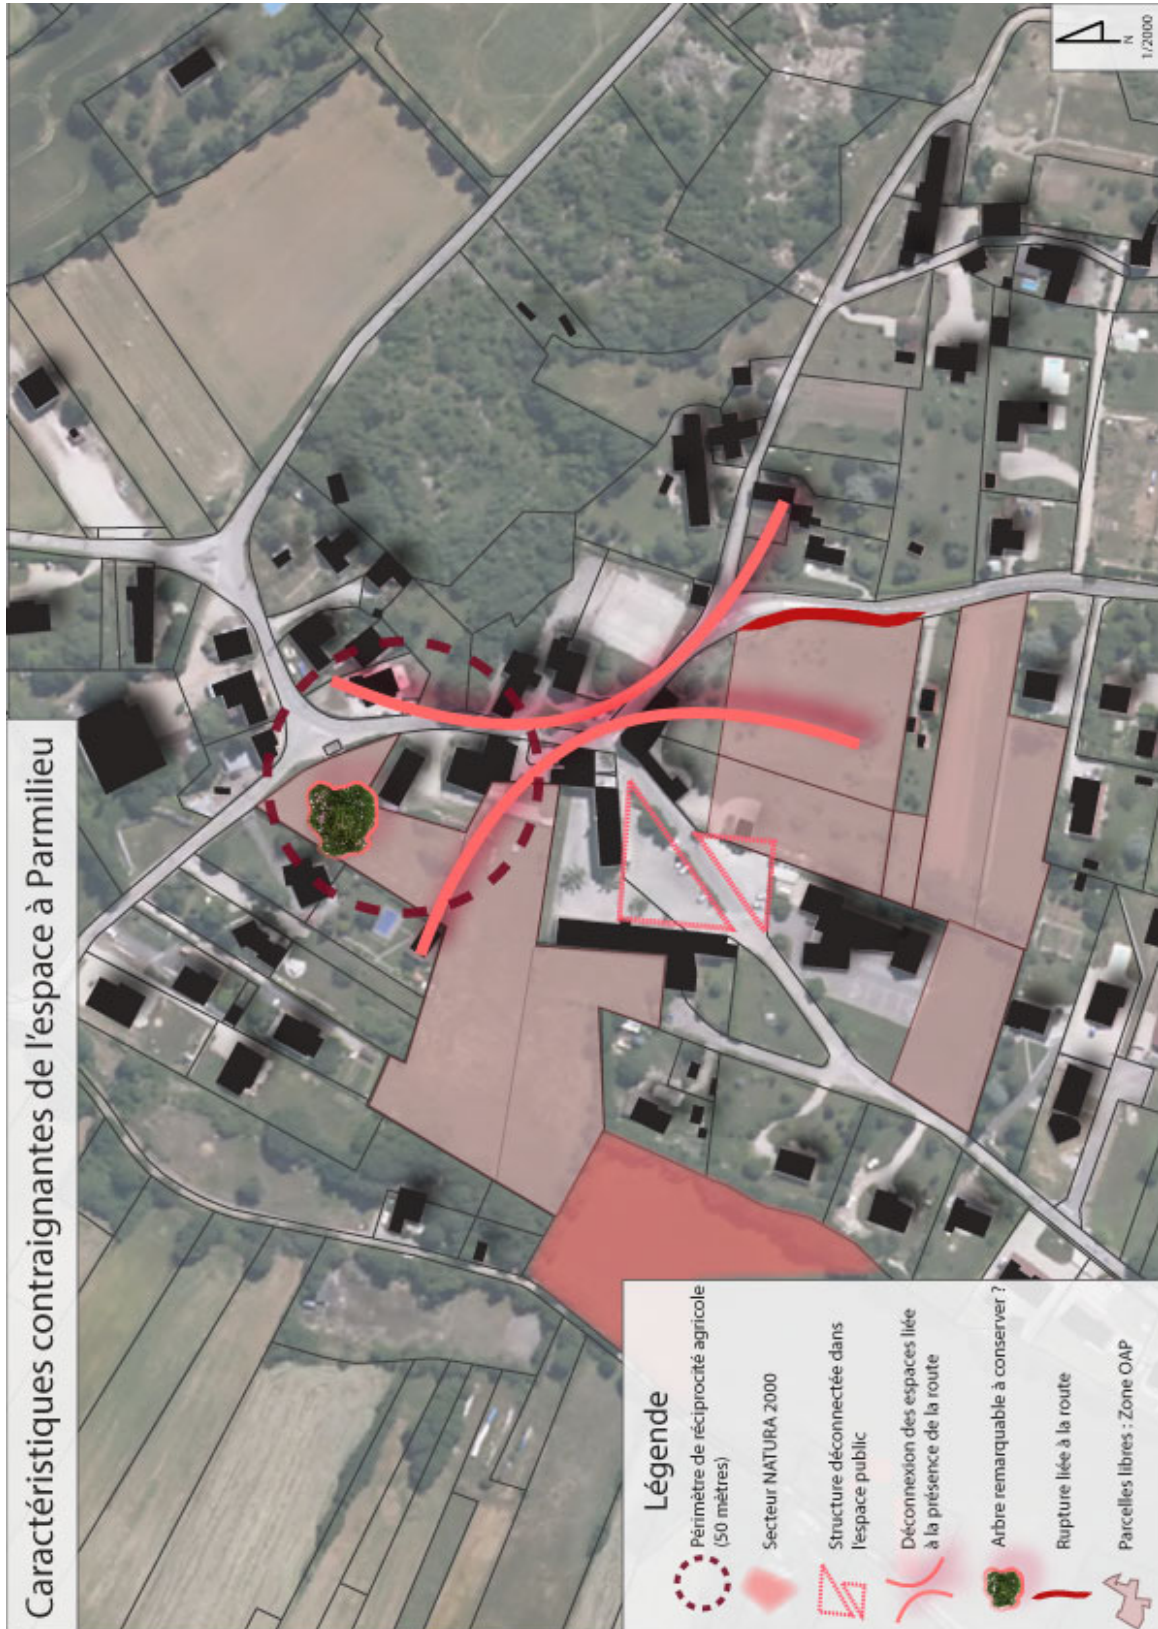 Caractéristiques contraignantes de l'espace à Parmilieu
Légende
Périmètre de réciprocité agricole
(50 mètres)
Secteur NATURA 2000
Structure déconnectée dans
l'espace public
Déconnexion des espaces liée
à la présence de la route
Arbre remarquable à conserver ?
Rupture liée à la route
Parcelles libres : Zone OAP
N
1/2000